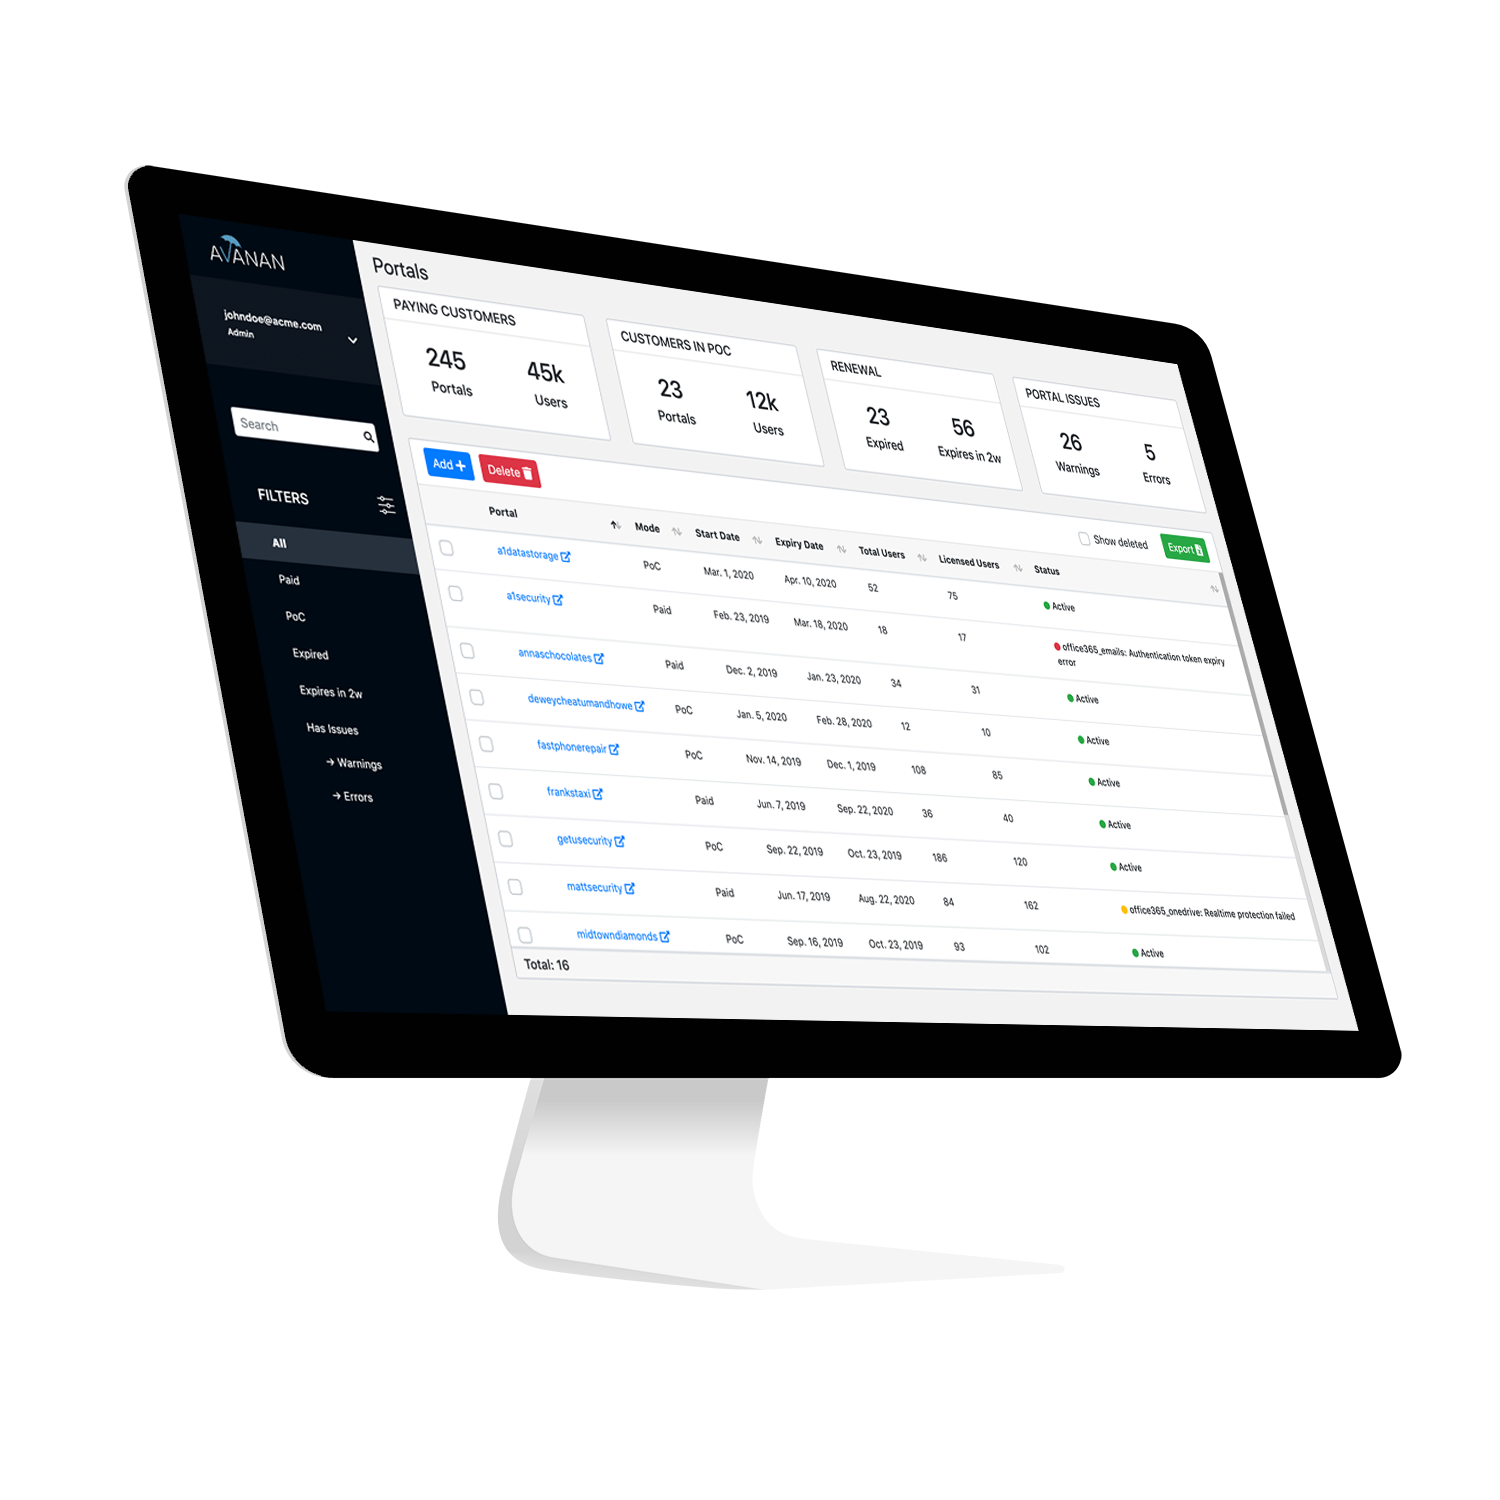 AVANAN
johndoe@acme.com
Admin
Search
FILTERS
All
Paid
PoC
Expired
Expires in 2w
Has Issues
→ Warnings
→ Errors
Portals
PAYING CUSTOMERS
245 45k
Portals Users
CUSTOMERS IN POC
23 12k
Portals Users
RENEWAL
23 56
Expired Expires in 2w
PORTAL ISSUES
26 5
Warnings Errors
Add + Delete
Show deleted Export
Portal Mode Start Date Expiry Date Total Users Licensed Users Status
a1datastorage PoC Mar. 1, 2020 Apr. 10, 2020 52 75 Active
a1security Paid Feb. 23, 2019 Mar. 18, 2020 18 17 office365_emails: Authentication token expiry
error
annaschocolates Paid Dec. 2, 2019 Jan. 23, 2020 34 31 Active
deweycheatumandhowe PoC Jan. 5, 2020 Feb. 28, 2020 12 10 Active
fastphonerepair PoC Nov. 14, 2019 Dec. 1, 2019 108 85 Active
frankstaxi Paid Jun. 7, 2019 Sep. 22, 2020 36 40 Active
getusecurity PoC Sep. 22, 2019 Oct. 23, 2019 186 120 Active
mattsecurity Paid Jun. 17, 2019 Aug. 22, 2020 84 162 office365_onedrive: Realtime protection failed
midtowndiamonds PoC Sep. 16, 2019 Oct. 23, 2019 93 102 Active
Total: 16